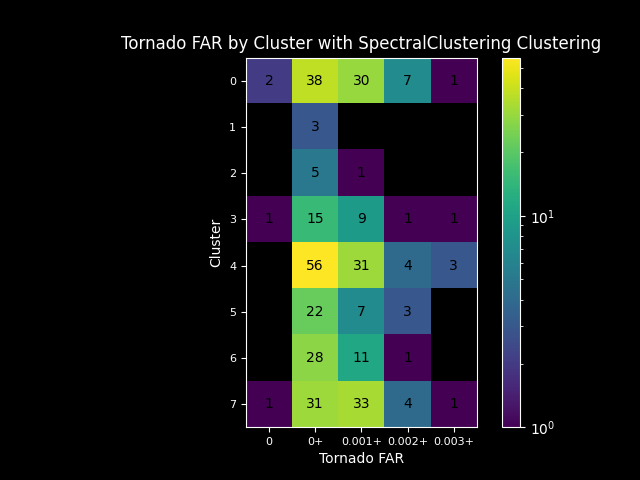 Tornado FAR by Cluster with SpectralClustering Clustering
0 2 38 30 7 1
1 3
2 5 1
3 1 15 9 1 1
4 56 31 4 3
5 22 7 3
6 28 11 1
7 1 31 33 4 1
0 0+ 0.001+ 0.002+ 0.003+
Tornado FAR
Cluster
10¹
10⁰